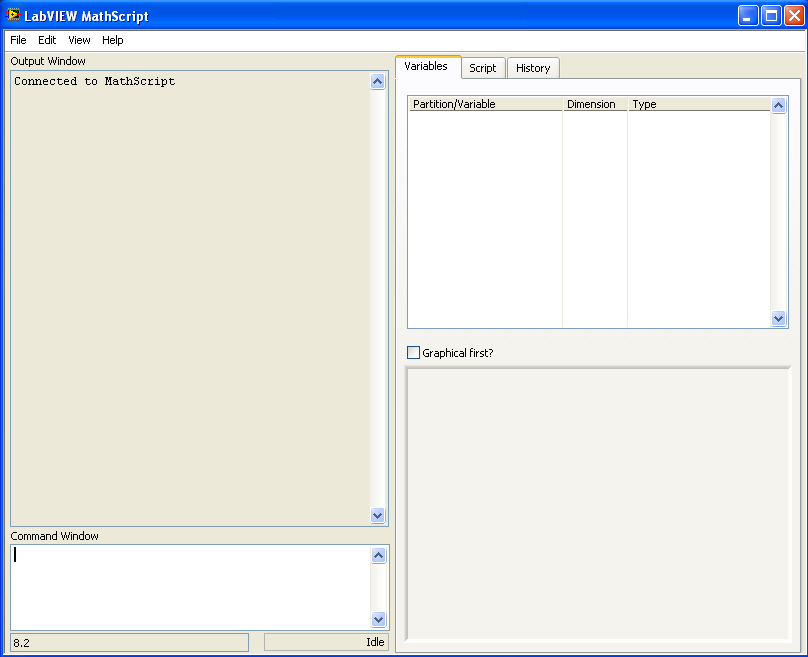 LabVIEW MathScript
File Edit View Help
Output Window
Connected to MathScript
Command Window
8.2
Idle
Variables Script History
Partition/Variable Dimension Type
Graphical first?